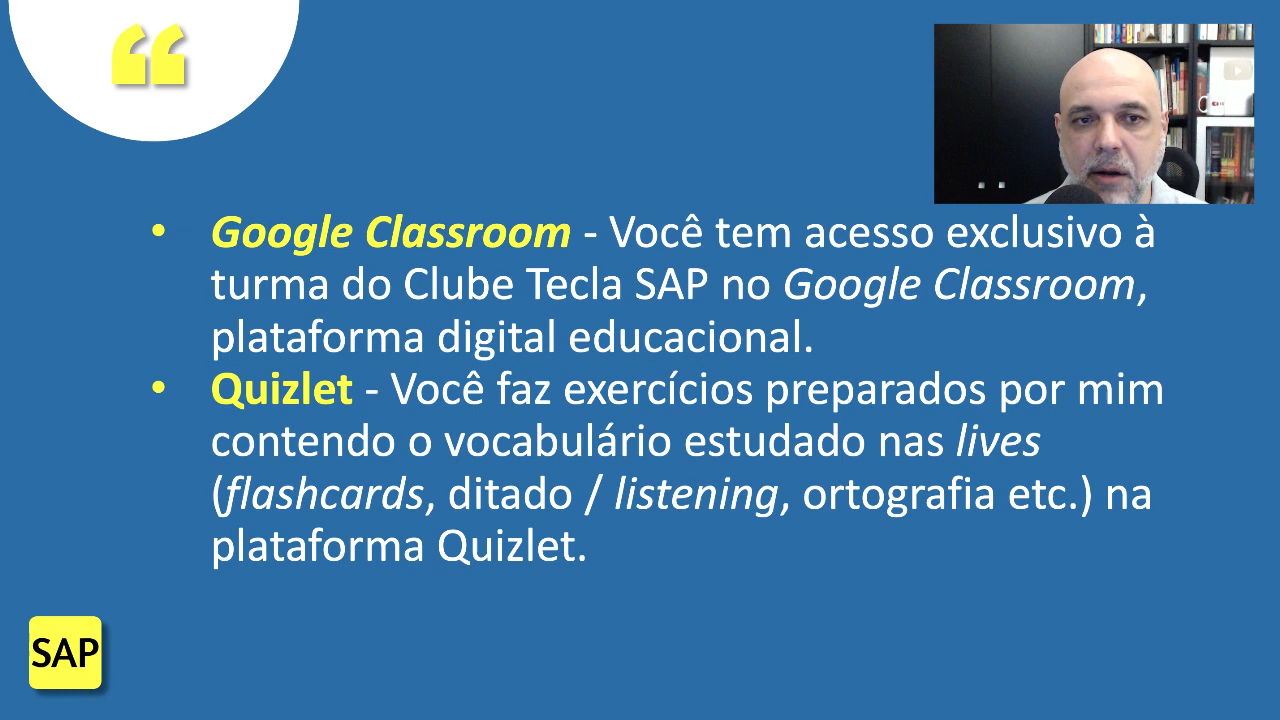 “
• Google Classroom - Você tem acesso exclusivo à
turma do Clube Tecla SAP no Google Classroom,
plataforma digital educacional.
• Quizlet - Você faz exercícios preparados por mim
contendo o vocabulário estudado nas lives
(flashcards, ditado / listening, ortografia etc.) na
plataforma Quizlet.
SAP